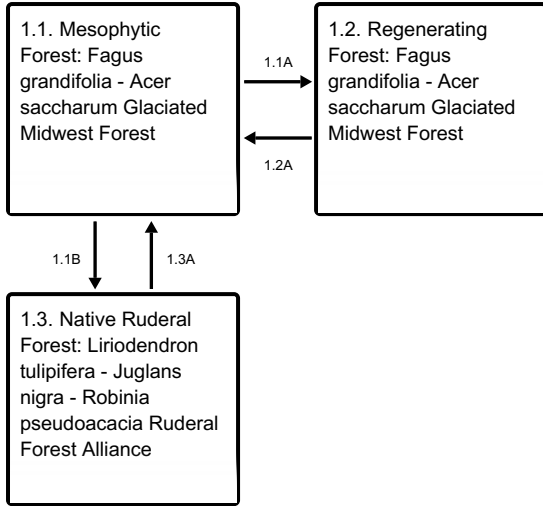 1.1. Mesophytic
Forest: Fagus
grandifolia - Acer
saccharum Glaciated
Midwest Forest
1.1A
1.2A
1.2. Regenerating
Forest: Fagus
grandifolia - Acer
saccharum Glaciated
Midwest Forest
1.1B
1.3A
1.3. Native Ruderal
Forest: Liriodendron
tulipifera - Juglans
nigra - Robinia
pseudoacacia Ruderal
Forest Alliance